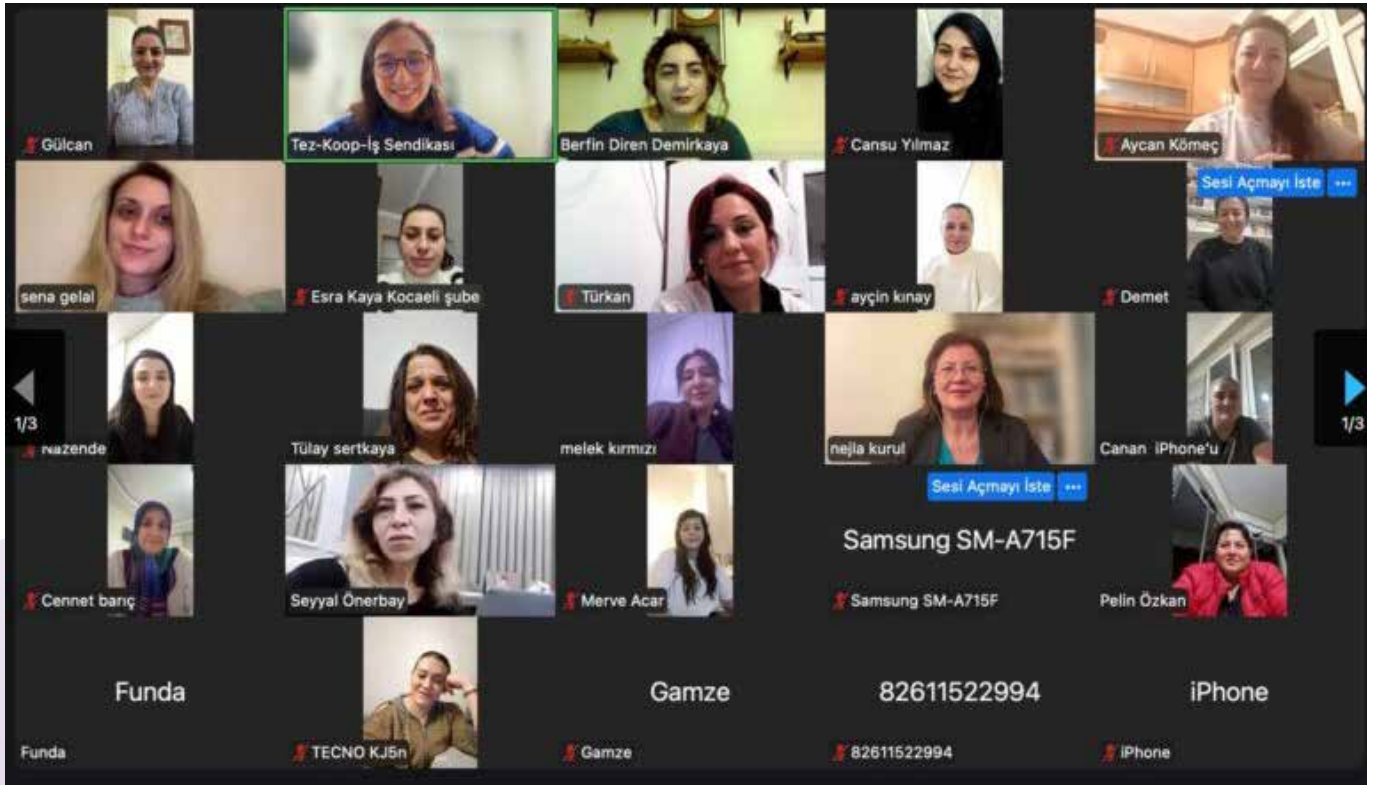 Gülcan
Tez-Koop-İş Sendikası
Berfin Diren Demirkaya
Cansu Yılmaz
Aycan Kömeç
Sesi Açmayı İste
sena gelal
Esra Kaya Kocaeli şube
Türkan
ayçin kınay
Demet
1/3
1/3
Nazende
Tülay sertkaya
melek kırmızı
nejla kurul
Canan iPhone'u
Sesi Açmayı İste
Samsung SM-A715F
Cennet barıç
Seyyal Önerbay
Merve Acar
Samsung SM-A715F
Pelin Özkan
Funda
Gamze
82611522994
iPhone
Funda
TECNO KJ5n
Gamze
82611522994
iPhone